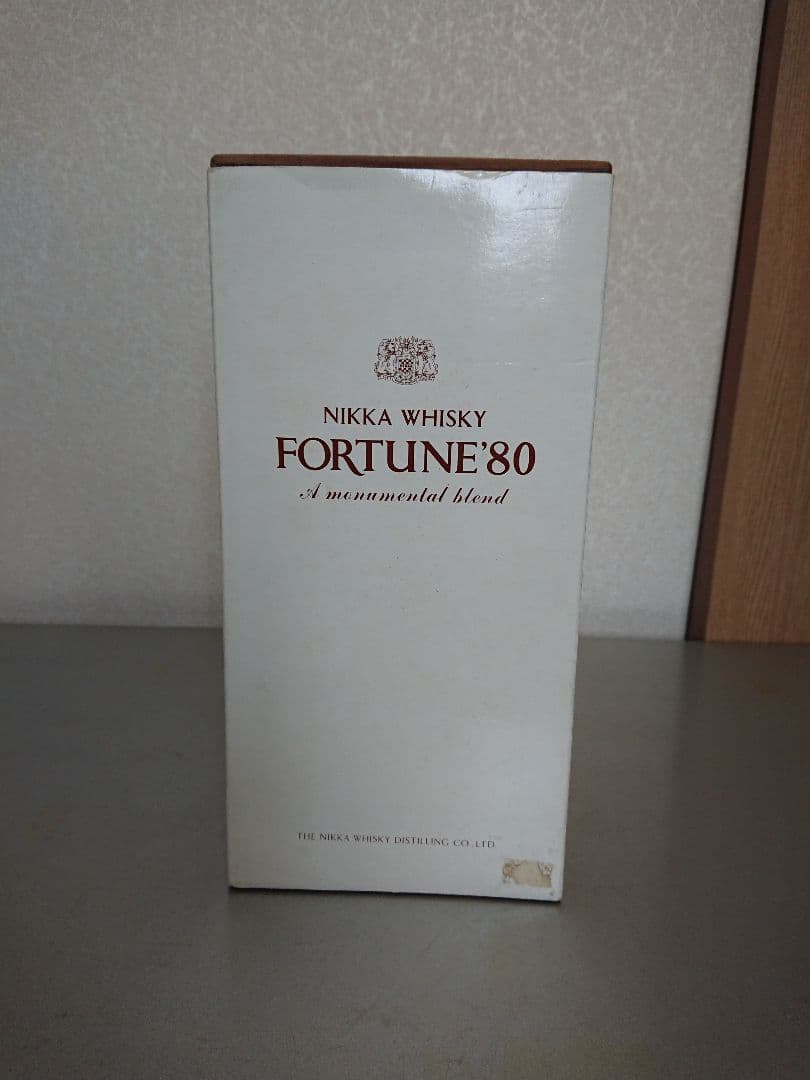 NIKKA WHISKY
FORTUNE'80
A monumental blend
THE NIKKA WHISKY DISTILLING CO., LTD.